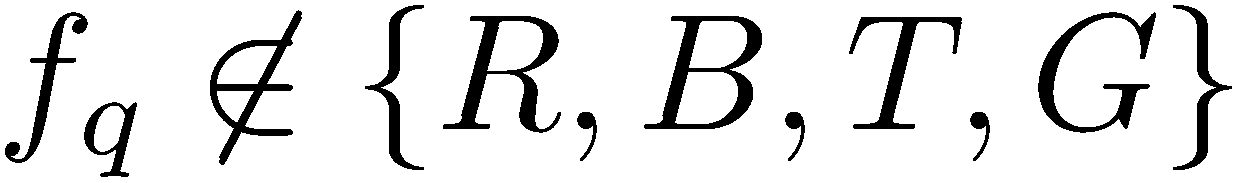 f_q ∉ {R, B, T, G}